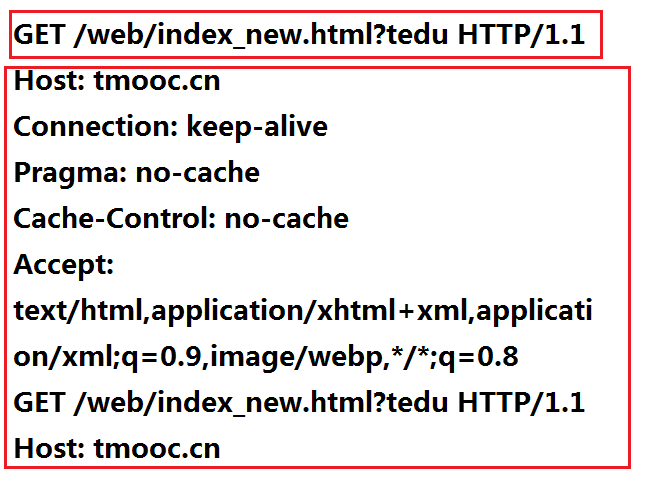 GET /web/index_new.html?tedu HTTP/1.1
Host: tmooc.cn
Connection: keep-alive
Pragma: no-cache
Cache-Control: no-cache
Accept:
text/html,application/xhtml+xml,applicati
on/xml;q=0.9,image/webp,*/*;q=0.8
GET /web/index_new.html?tedu HTTP/1.1
Host: tmooc.cn